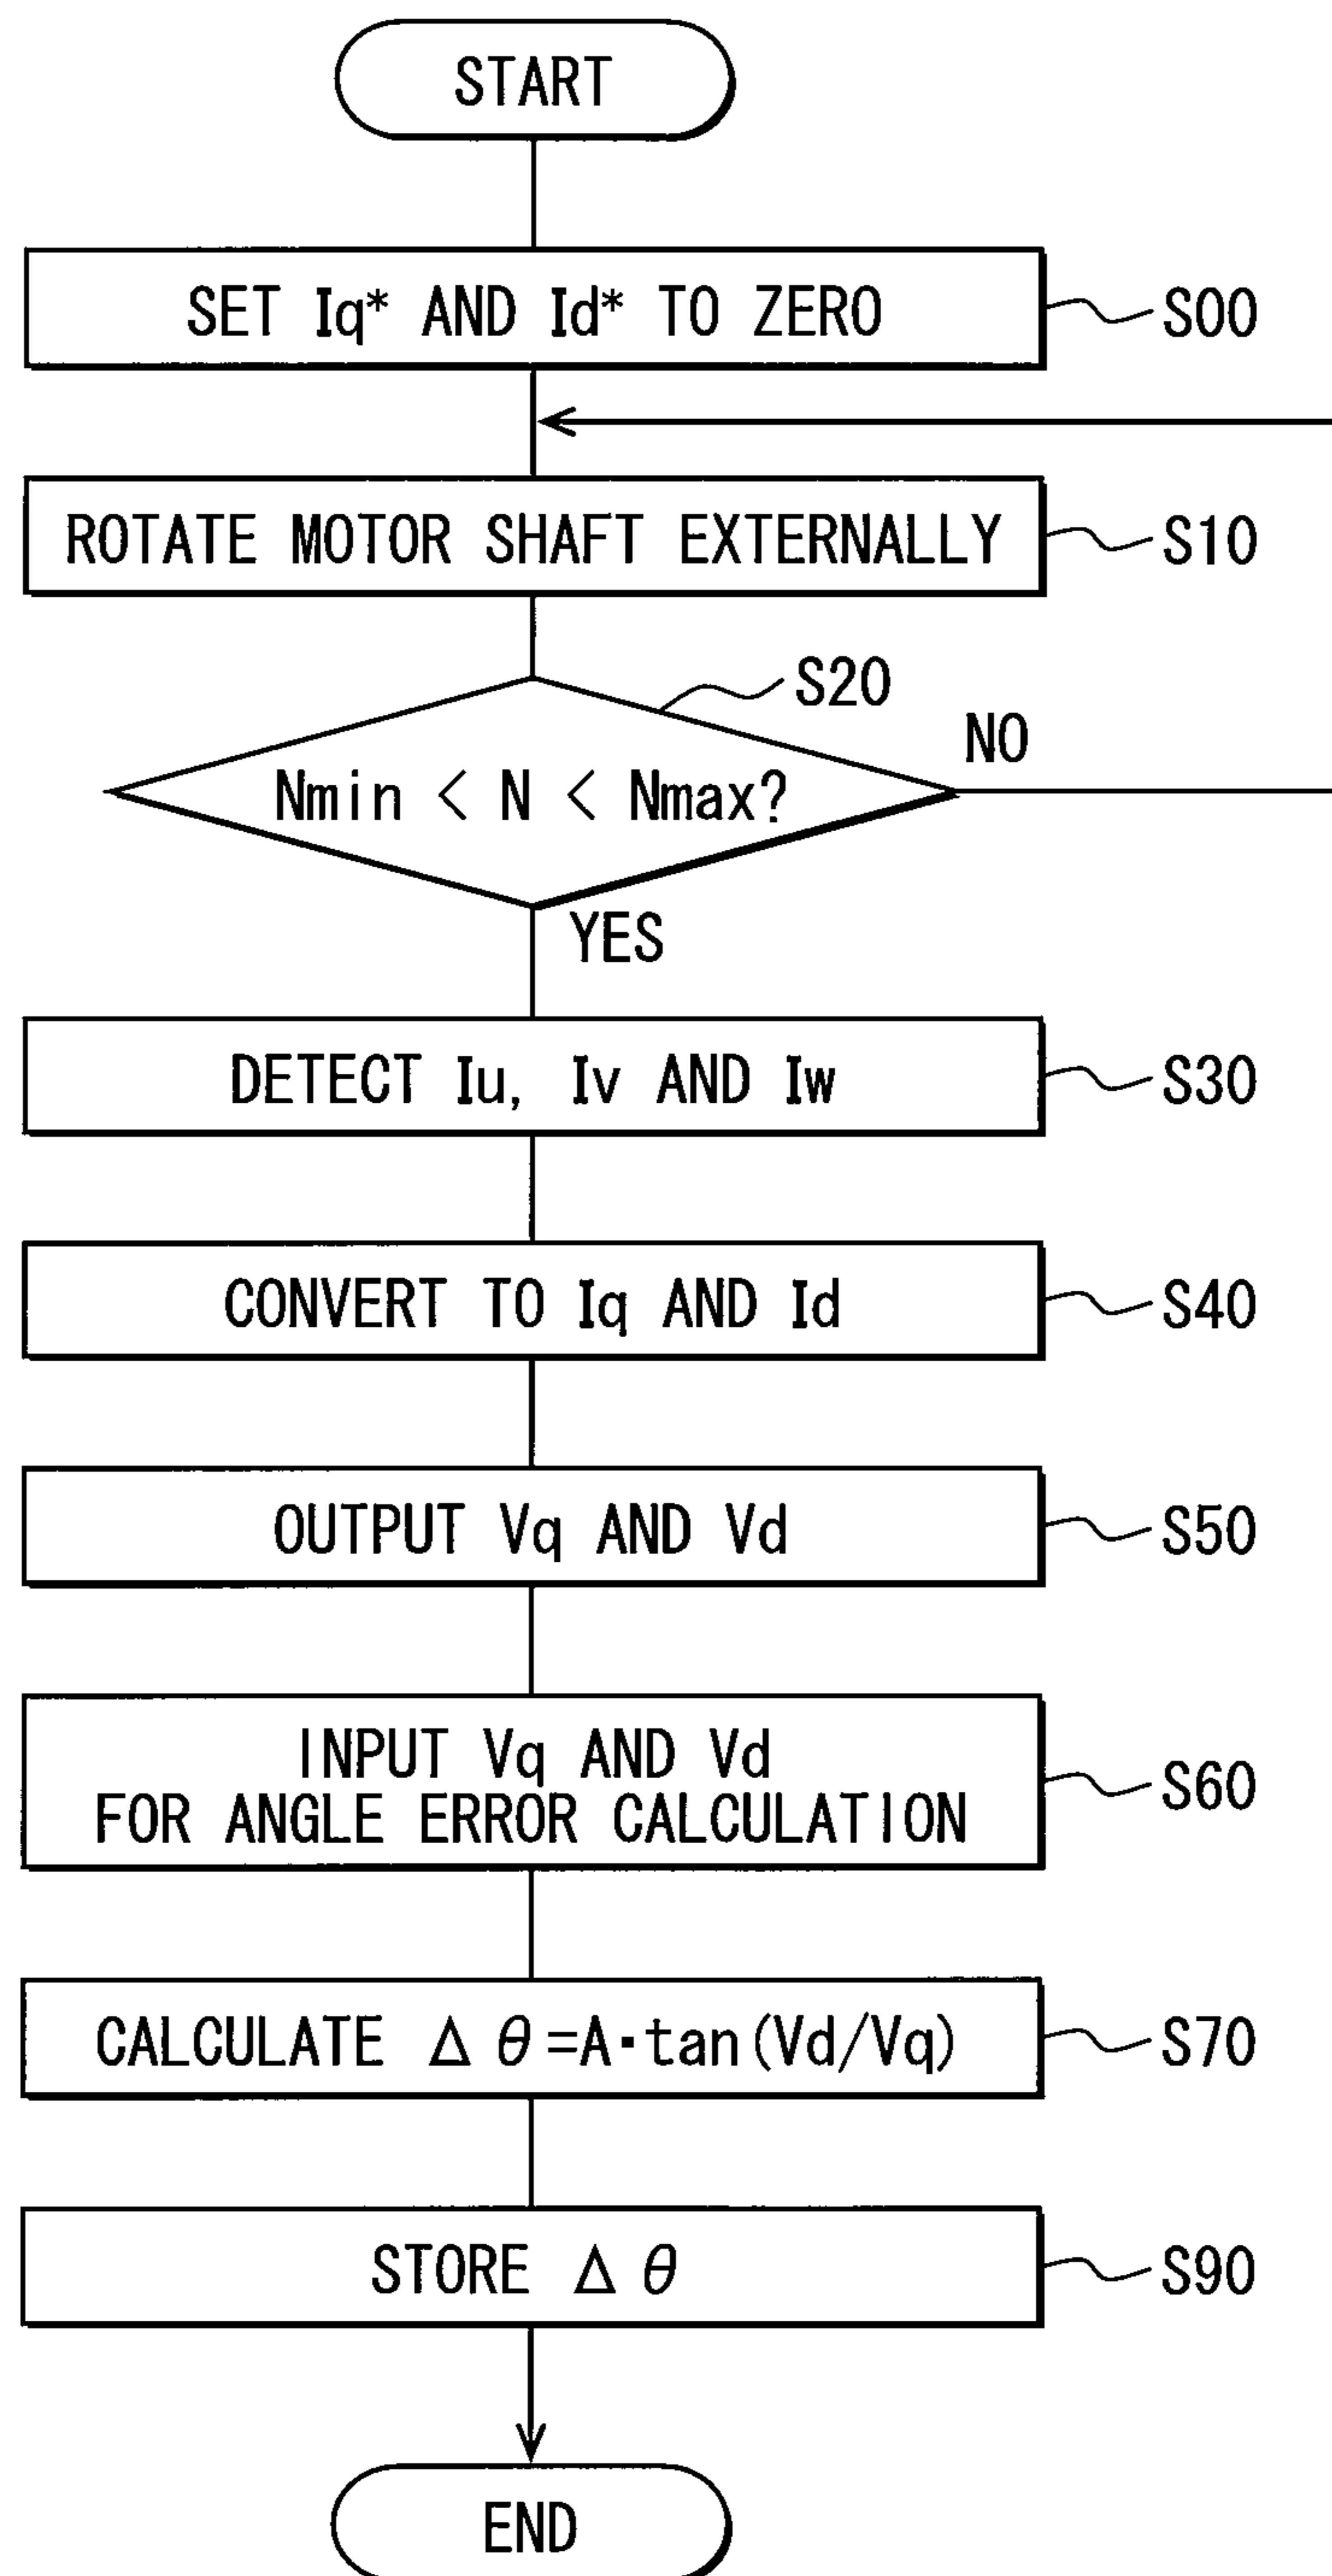 START
SET Iq* AND Id* TO ZERO
S00
ROTATE MOTOR SHAFT EXTERNALLY
S10
S20
Nmin < N < Nmax?
NO
YES
DETECT Iu, Iv AND Iw
S30
CONVERT TO Iq AND Id
S40
OUTPUT Vq AND Vd
S50
INPUT Vq AND Vd
FOR ANGLE ERROR CALCULATION
S60
CALCULATE Δ θ=A·tan(Vd/Vq)
S70
STORE Δ θ
S90
END